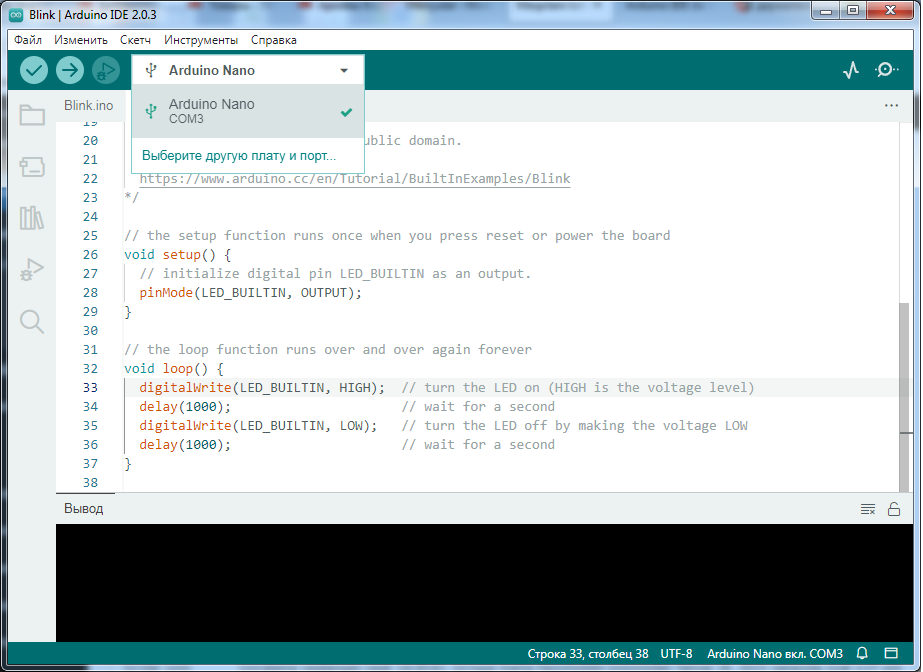 Blink | Arduino IDE 2.0.3
Файл Изменить Скетч Инструменты Справка
Arduino Nano
Arduino Nano
COM3
Выберите другую плату и порт...
Blink.ino
19
20 ublic domain.
21
22 https://www.arduino.cc/en/Tutorial/BuiltInExamples/Blink
23 */
24
25 // the setup function runs once when you press reset or power the board
26 void setup() {
27 // initialize digital pin LED_BUILTIN as an output.
28 pinMode(LED_BUILTIN, OUTPUT);
29 }
30
31 // the loop function runs over and over again forever
32 void loop() {
33 digitalWrite(LED_BUILTIN, HIGH); // turn the LED on (HIGH is the voltage level)
34 delay(1000); // wait for a second
35 digitalWrite(LED_BUILTIN, LOW); // turn the LED off by making the voltage LOW
36 delay(1000); // wait for a second
37 }
38
Вывод
Строка 33, столбец 38 UTF-8 Arduino Nano вкл. COM3